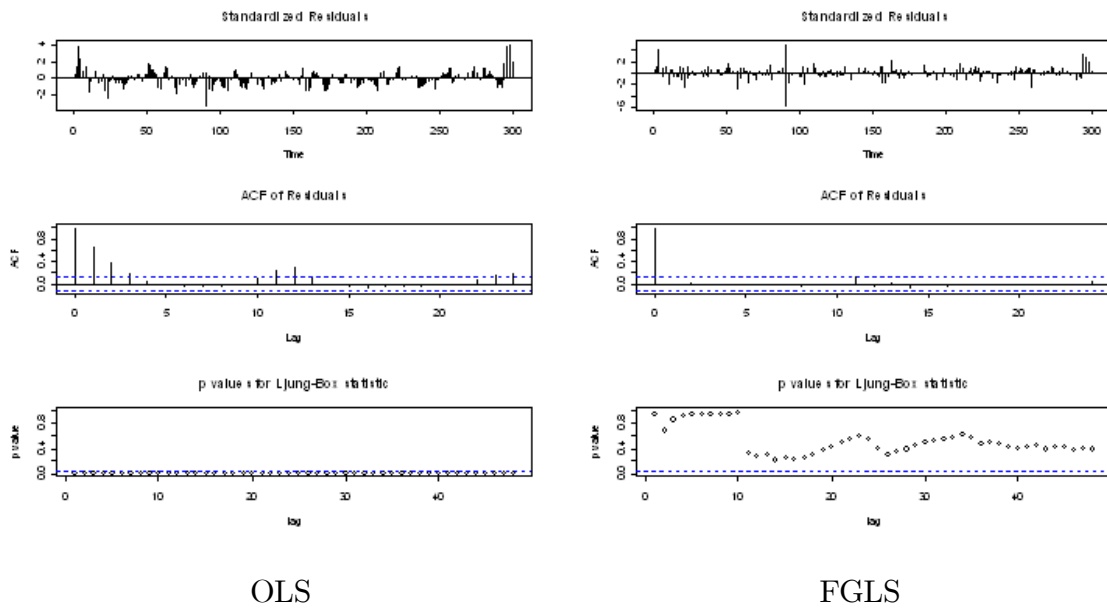 Standardized Residuals
4
2
0
-2
0 50 100 150 200 250 300
Time
ACF of Residuals
ACF
0.8
0.4
0.0
0 5 10 15 20
Lag
p values for Ljung-Box statistic
p value
0.8
0.4
0.0
0 10 20 30 40
lag
OLS
Standardized Residuals
2
-2
-6
0 50 100 150 200 250 300
Time
ACF of Residuals
ACF
0.8
0.4
0.0
0 5 10 15 20
Lag
p values for Ljung-Box statistic
p value
0.8
0.4
0.0
0 10 20 30 40
lag
FGLS